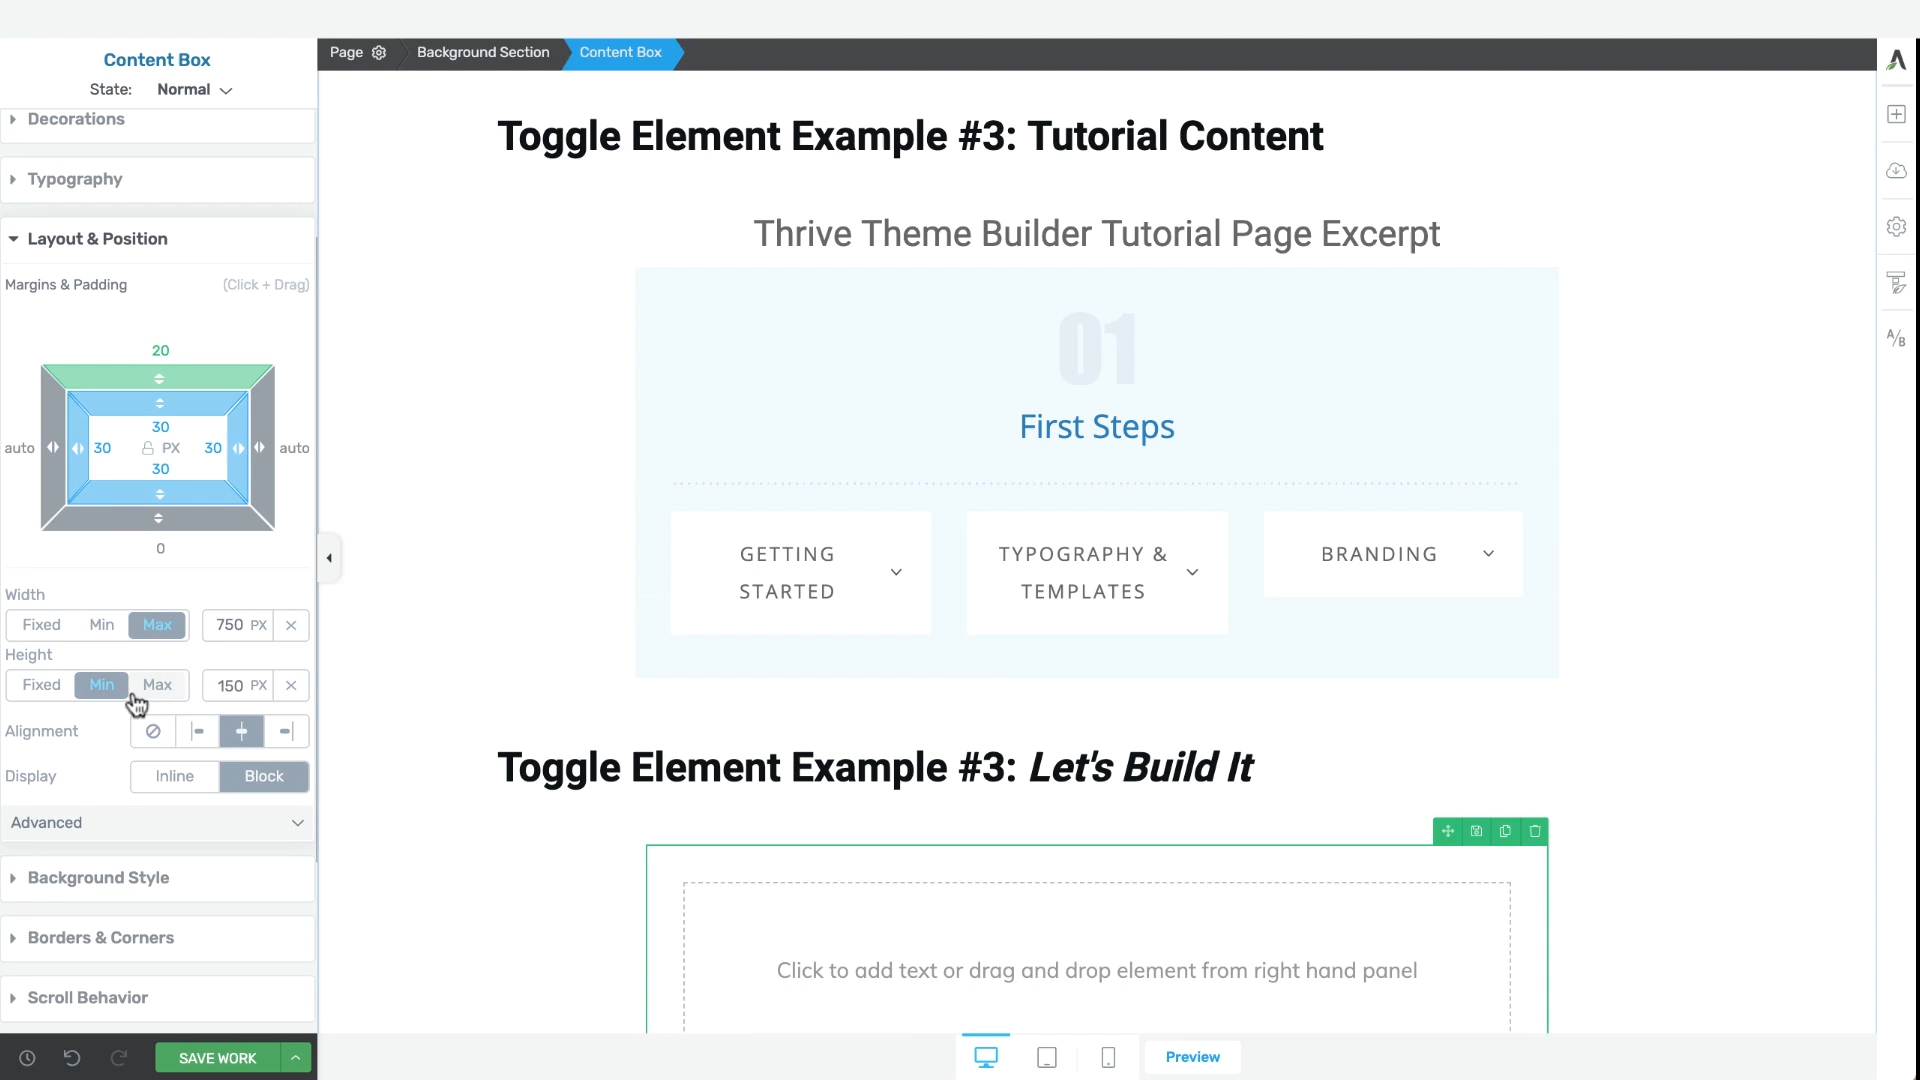 Content Box
State: Normal
Decorations
Typography
Layout & Position
Margins & Padding (Click + Drag)
20
30
auto 30 PX 30 auto
30
0
Width
Fixed Min Max 750 PX
Height
Fixed Min Max 150 PX
Alignment
Display Inline Block
Advanced
Background Style
Borders & Corners
Scroll Behavior
SAVE WORK
Page Background Section Content Box
Toggle Element Example #3: Tutorial Content
Thrive Theme Builder Tutorial Page Excerpt
01
First Steps
GETTING
STARTED
TYPOGRAPHY &
TEMPLATES
BRANDING
Toggle Element Example #3: Let's Build It
Click to add text or drag and drop element from right hand panel
Preview
A/B